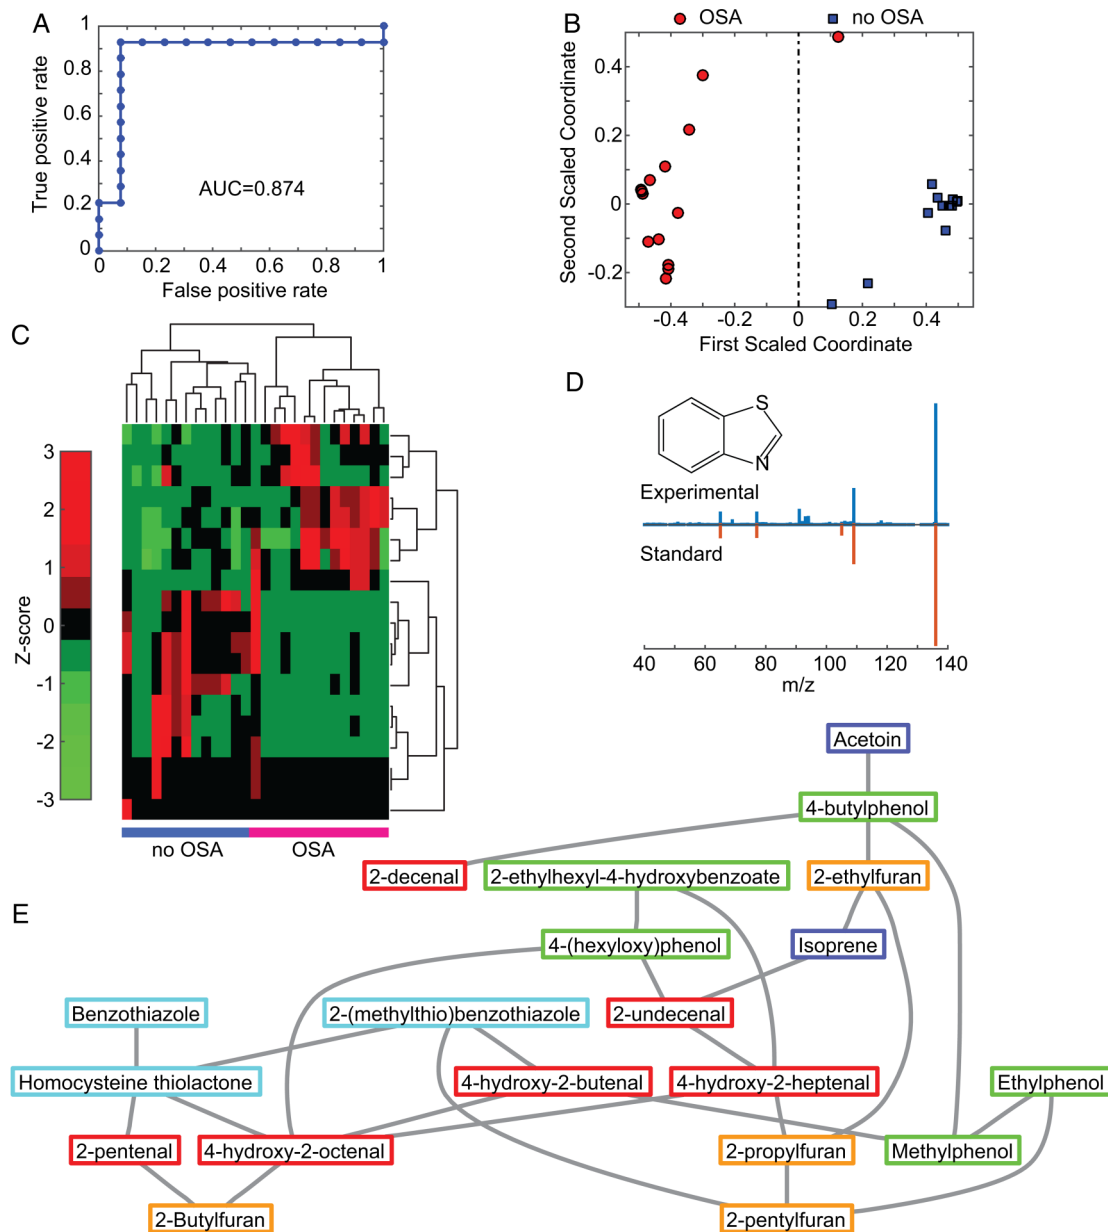 A
1
0.8
0.6
0.4
0.2
0
True positive rate
AUC=0.874
0
0.2
0.4
0.6
0.8
1
False positive rate
B
OSA
no OSA
0.4
0.2
0
-0.2
Second Scaled Coordinate
-0.4
-0.2
0
0.2
0.4
First Scaled Coordinate
C
3
2
1
0
-1
-2
-3
Z-score
no OSA
OSA
D
S
N
Experimental
Standard
40
60
80
100
120
140
m/z
E
Acetoin
4-butylphenol
2-decenal
2-ethylhexyl-4-hydroxybenzoate
2-ethylfuran
4-(hexyloxy)phenol
Isoprene
Benzothiazole
2-(methylthio)benzothiazole
2-undecenal
Homocysteine thiolactone
4-hydroxy-2-butenal
4-hydroxy-2-heptenal
Ethylphenol
2-pentenal
4-hydroxy-2-octenal
2-propylfuran
Methylphenol
2-Butylfuran
2-pentylfuran